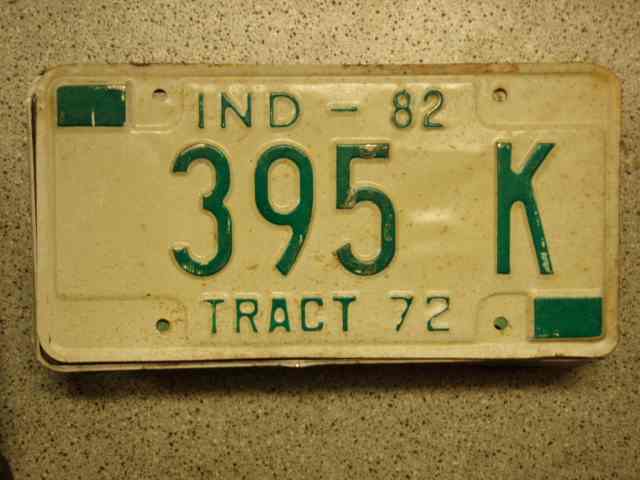 IND - 82
395 K
TRACT 72